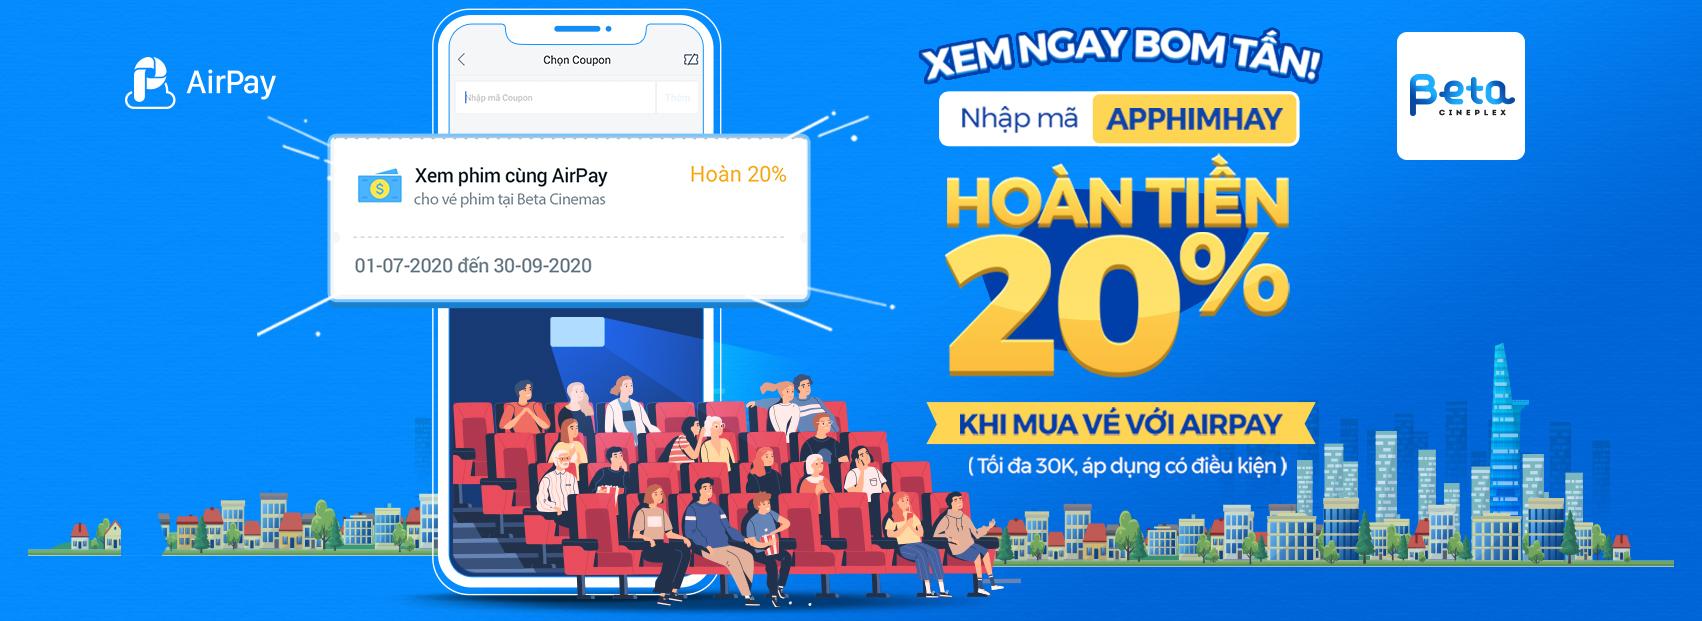 AirPay
Chọn Coupon
Nhập mã Coupon
Thêm
Xem phim cùng AirPay
Hoàn 20%
cho vé phim tại Beta Cinemas
01-07-2020 đến 30-09-2020
XEM NGAY BOM TẤN!
Nhập mã APPHIMHAY
HOÀN TIỀN
20%
KHI MUA VÉ VỚI AIRPAY
( Tối đa 30K, áp dụng có điều kiện )
Beta
CINEPLEX